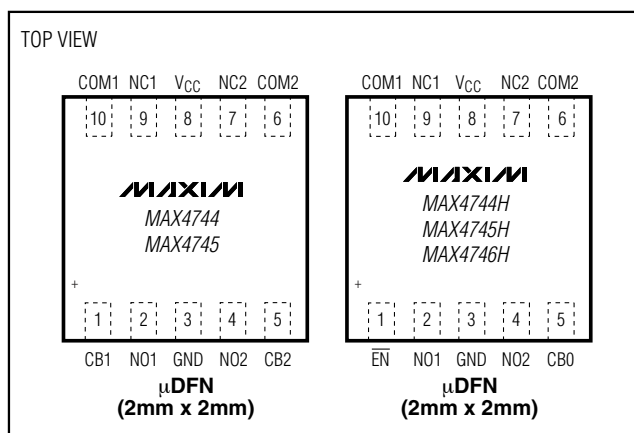 TOP VIEW
COM1 NC1 VCC NC2 COM2
10 9 8 7 6
MAXIM
MAX4744
MAX4745
+
1 2 3 4 5
CB1 NO1 GND NO2 CB2
µDFN
(2mm x 2mm)
COM1 NC1 VCC NC2 COM2
10 9 8 7 6
MAXIM
MAX4744H
MAX4745H
MAX4746H
+
1 2 3 4 5
EN NO1 GND NO2 CB0
µDFN
(2mm x 2mm)